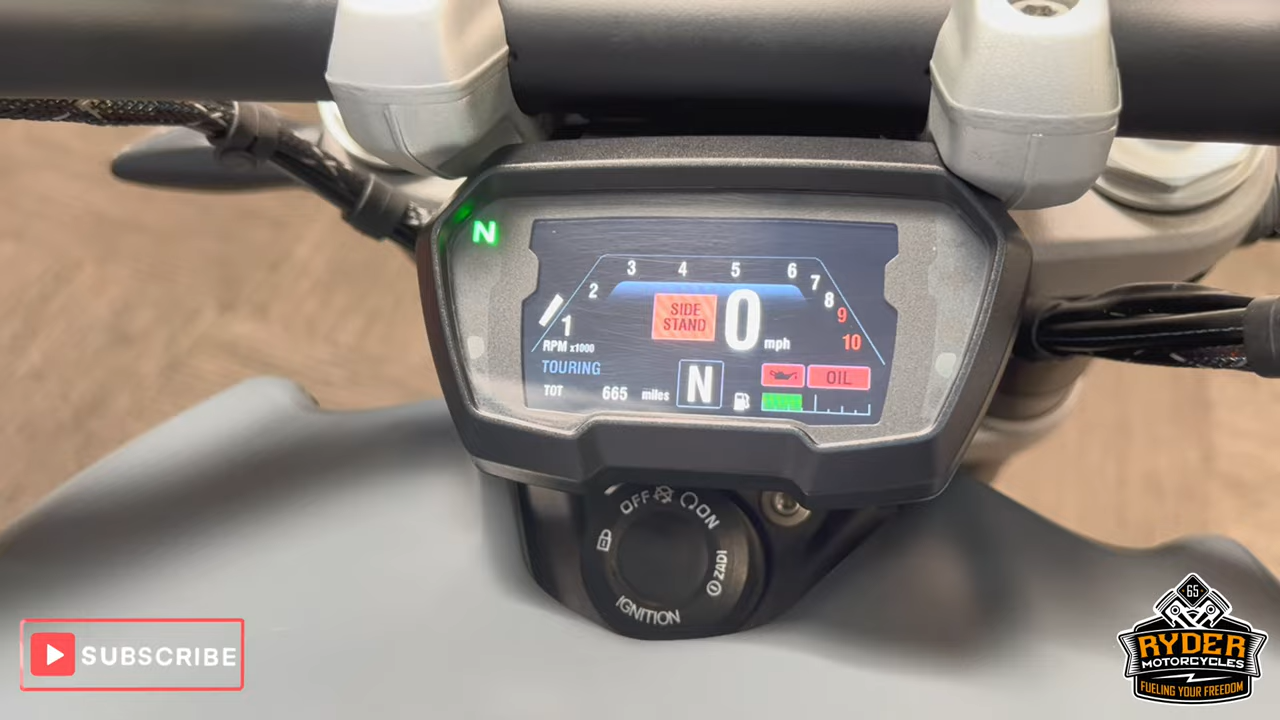 N
3 4 5 6
2 7
8
1 9
SIDE
STAND
0 mph
RPM x1000
10
TOURING
N
OIL
TOT 665 miles
OFF ON
ZADI
IGNITION
SUBSCRIBE
65
RYDER
MOTORCYCLES
FUELING YOUR FREEDOM